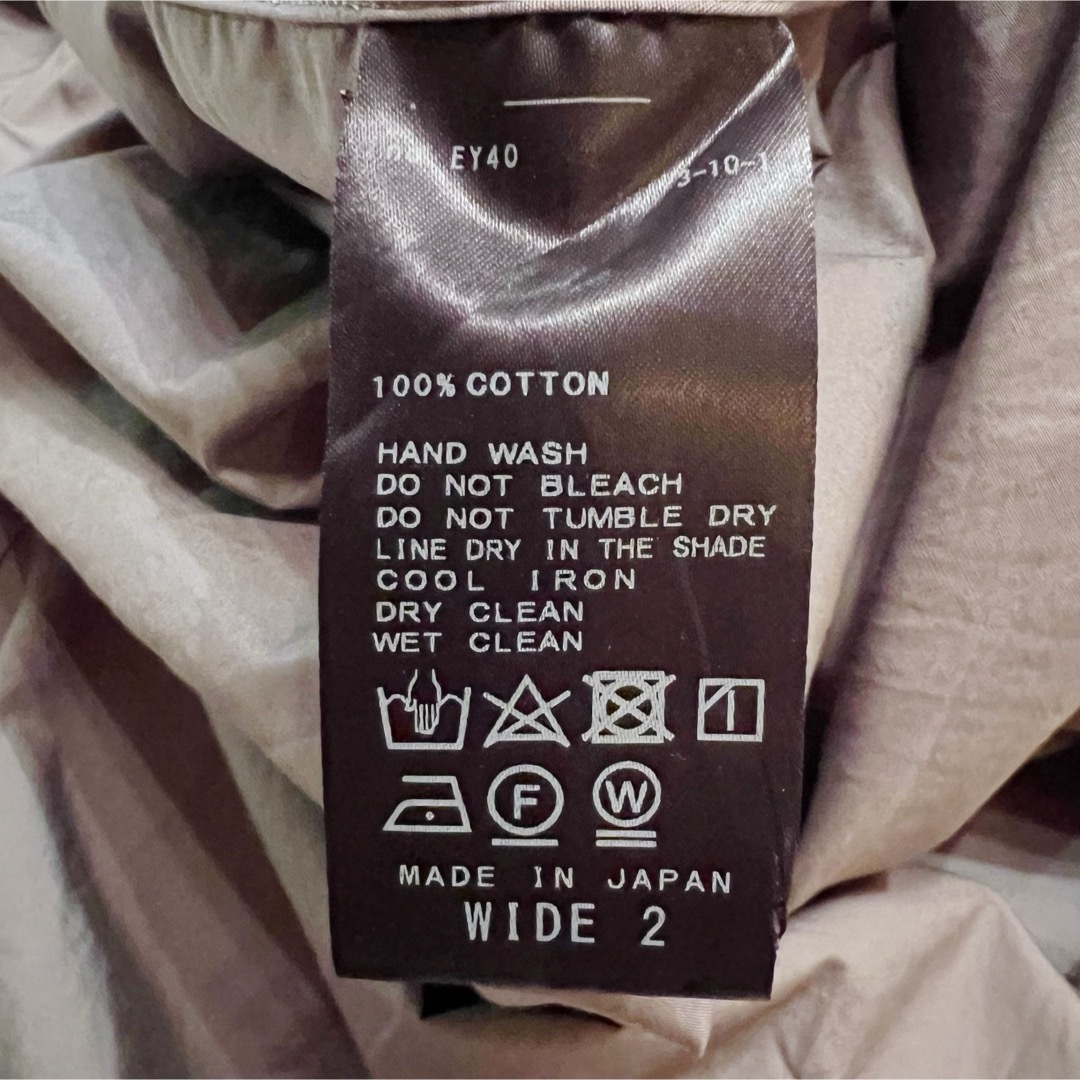 EY40
100% COTTON
HAND WASH
DO NOT BLEACH
DO NOT TUMBLE DRY
LINE DRY IN THE SHADE
COOL IRON
DRY CLEAN
WET CLEAN
F W
MADE IN JAPAN
WIDE 2